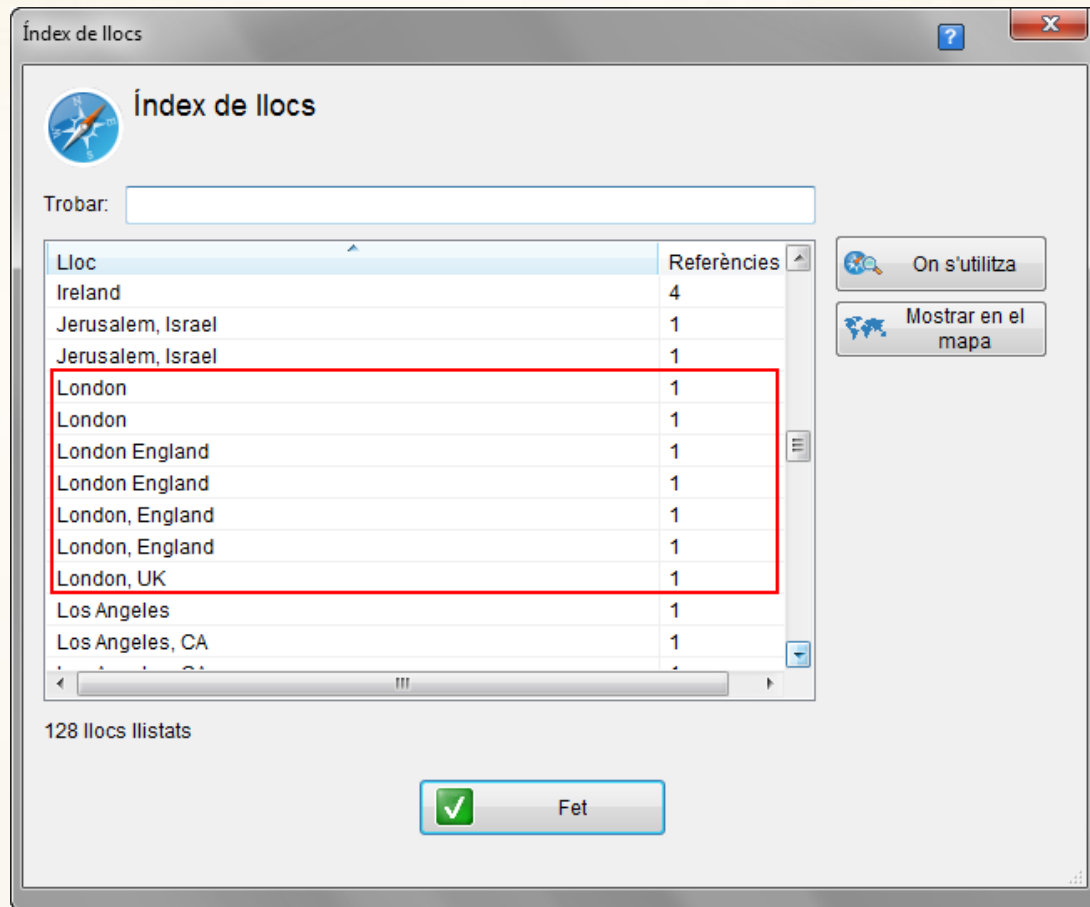 Índex de llocs
Índex de llocs
Trobar:
Lloc Referències
Ireland 4
Jerusalem, Israel 1
Jerusalem, Israel 1
London 1
London 1
London England 1
London England 1
London, England 1
London, England 1
London, UK 1
Los Angeles 1
Los Angeles, CA 1
On s'utilitza
Mostrar en el
mapa
128 llocs llistats
Fet